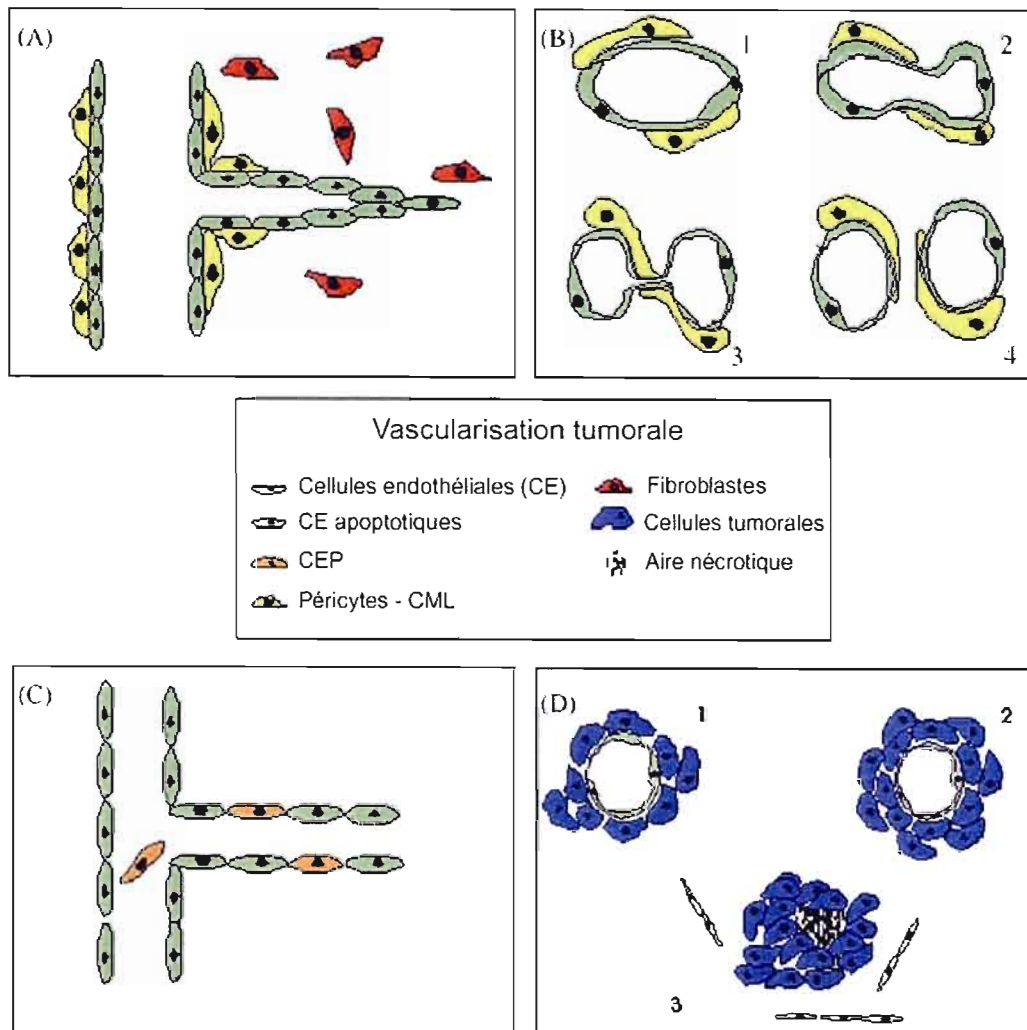 (A)
(B)
1
2
3
4
Vascularisation tumorale
Cellules endothéliales (CE)
CE apoptotiques
CEP
Péricytes - CML
Fibroblastes
Cellules tumorales
Aire nécrotique
(C)
(D)
1
2
3